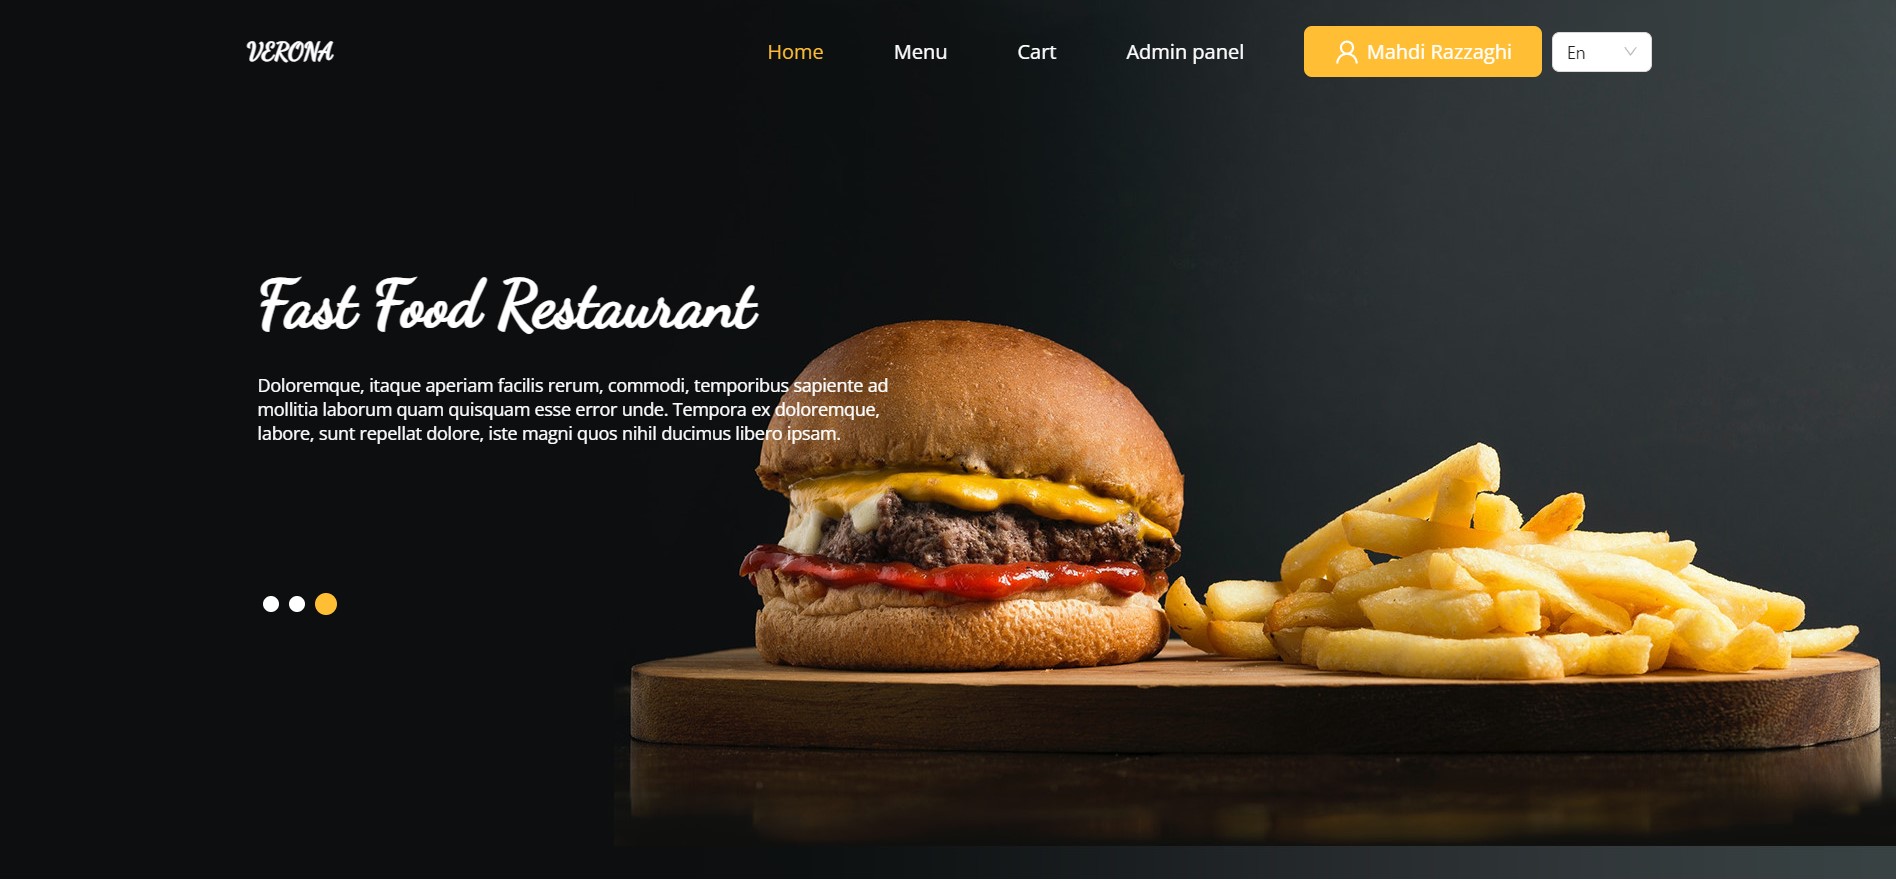 VERONA
Home
Menu
Cart
Admin panel
Mahdi Razzaghi
En
Fast Food Restaurant
Doloremque, itaque aperiam facilis rerum, commodi, temporibus sapiente ad
mollitia laborum quam quisquam esse error unde. Tempora ex doloremque,
labore, sunt repellat dolore, iste magni quos nihil ducimus libero ipsam.